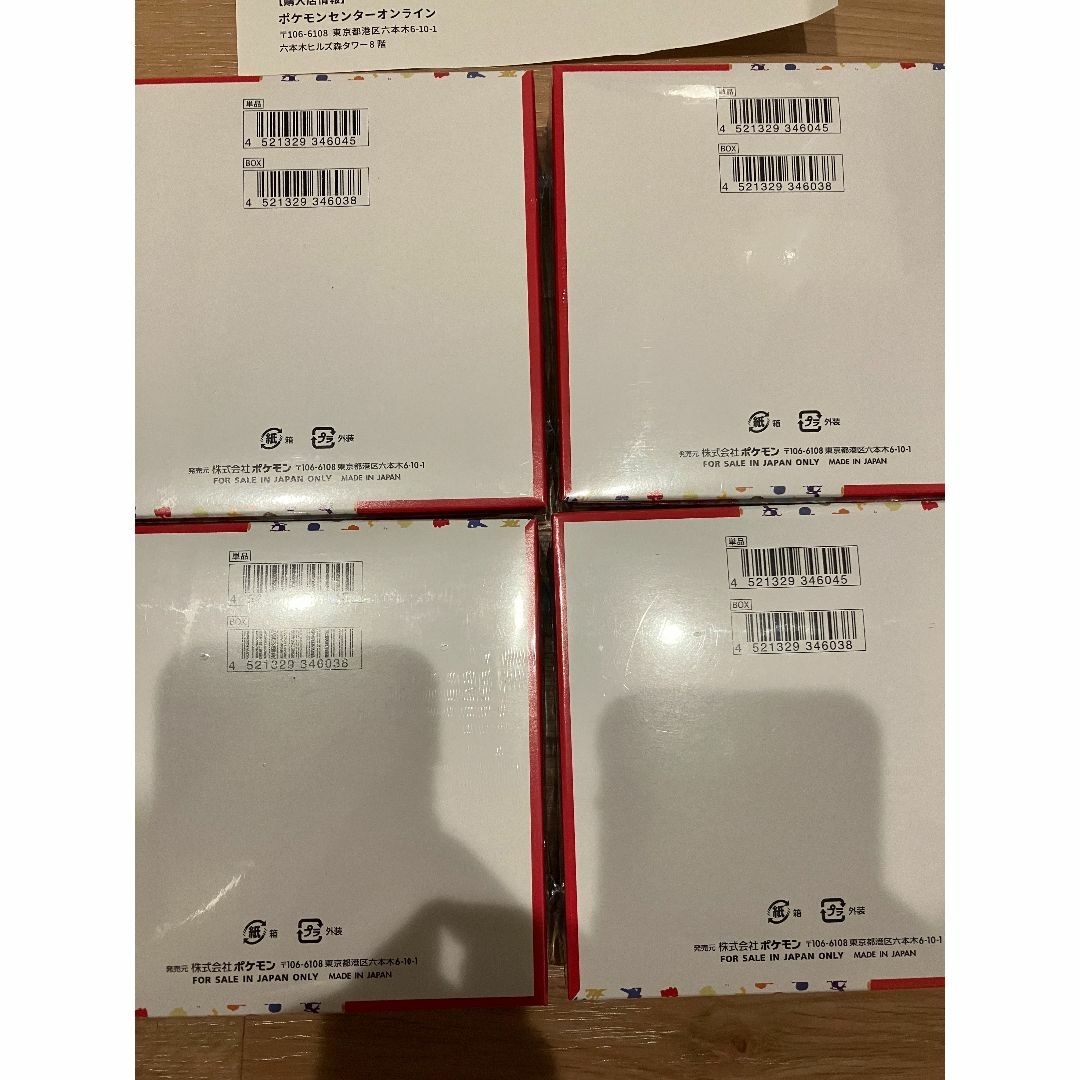 【購入店情報】
ポケモンセンターオンライン
〒106-6108 東京都港区六本木6-10-1
六本木ヒルズ森タワー8階
単品
4 521329 346045
BOX
4 521329 346038
紙 箱 プラ 外装
発売元 株式会社ポケモン 〒106-6108 東京都港区六本木6-10-1
FOR SALE IN JAPAN ONLY MADE IN JAPAN
単品
4 521329 346045
BOX
4 521329 346038
紙 箱 プラ 外装
発売元 株式会社ポケモン 〒106-6108 東京都港区六本木6-10-1
FOR SALE IN JAPAN ONLY MADE IN JAPAN
単品
BOX
4 521329 346038
紙 箱 プラ 外装
発売元 株式会社ポケモン 〒106-6108 東京都港区六本木6-10-1
FOR SALE IN JAPAN ONLY MADE IN JAPAN
単品
4 521329 346045
BOX
4 521329 346038
紙 箱 プラ 外装
発売元 株式会社ポケモン 〒106-6108 東京都港区六本木6-10-1
FOR SALE IN JAPAN ONLY MADE IN JAPAN